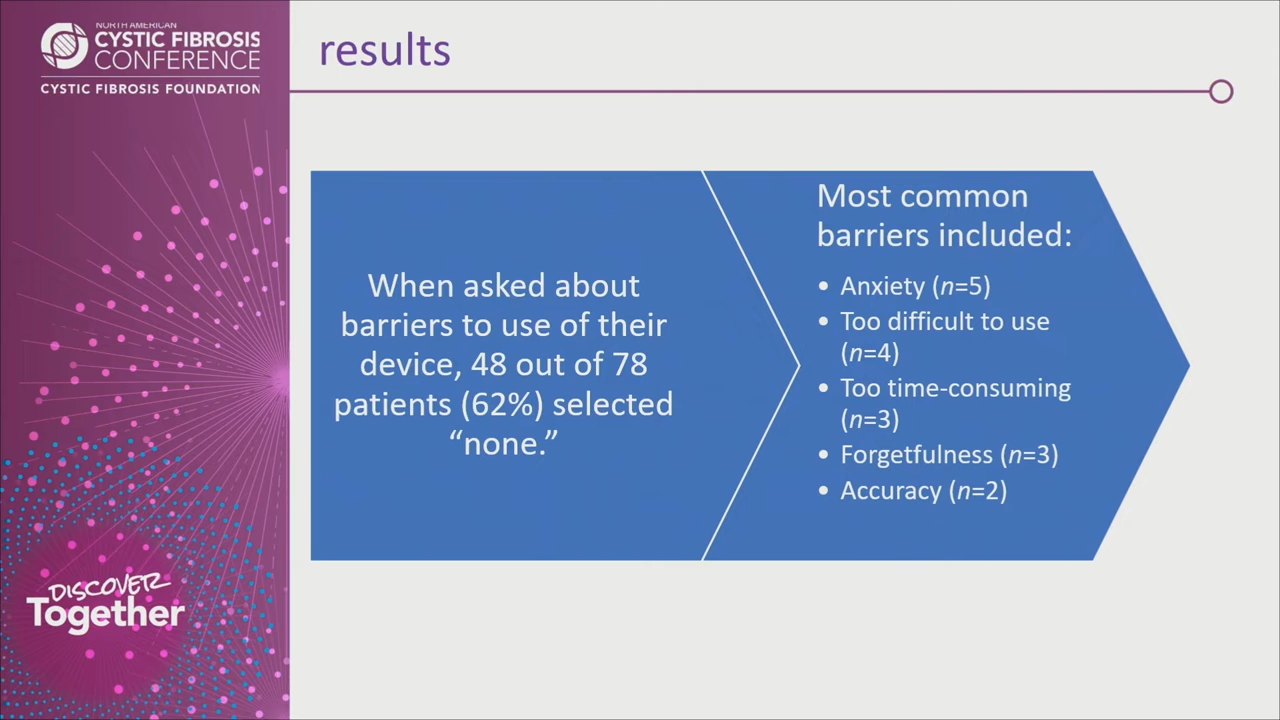 NORTH AMERICAN
CYSTIC FIBROSIS
CONFERENCE
CYSTIC FIBROSIS FOUNDATION
results
When asked about
barriers to use of their
device, 48 out of 78
patients (62%) selected
“none.”
Most common
barriers included:
• Anxiety (n=5)
• Too difficult to use
(n=4)
• Too time-consuming
(n=3)
• Forgetfulness (n=3)
• Accuracy (n=2)
DISCOVER
Together